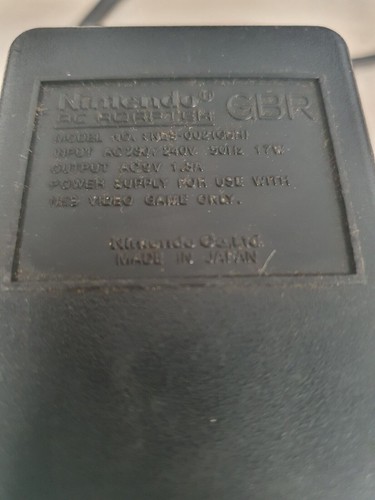 Nintendo® GBR
AC ADAPTER
MODEL NO. NES-002(GBR)
INPUT AC 230/240V 50Hz 17W
OUTPUT AC 9V 1.3A
POWER SUPPLY FOR USE WITH
NES VIDEO GAME ONLY.
Nintendo Co., Ltd.
MADE IN JAPAN